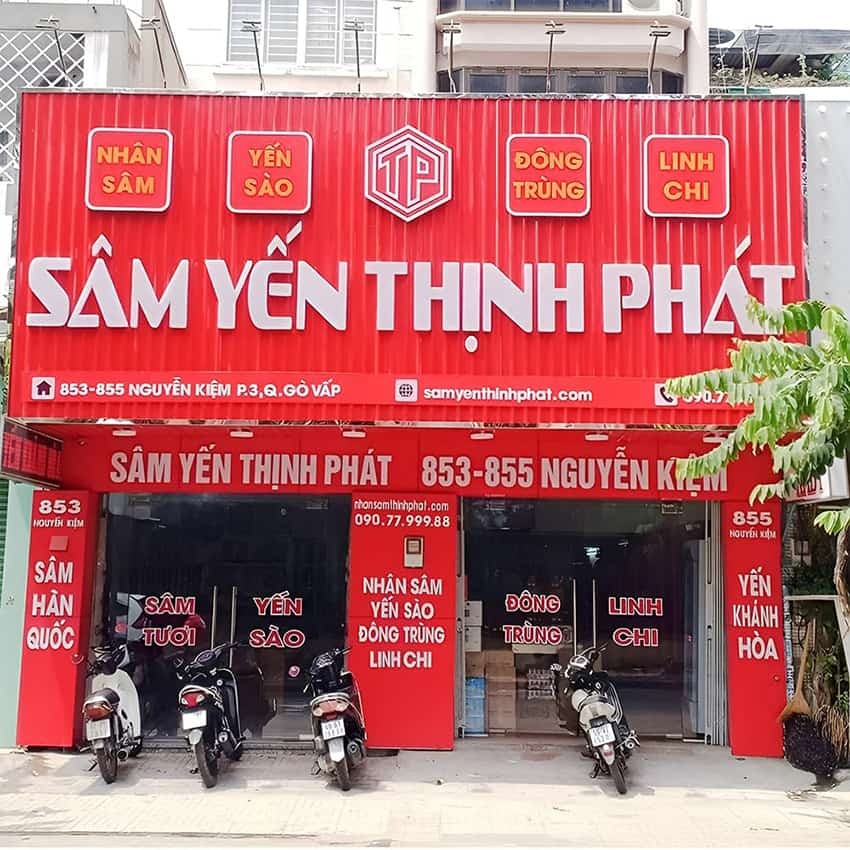 NHÂN
SÂM
YẾN
SÀO
TP
ĐÔNG
TRÙNG
LINH
CHI
SÂM YẾN THỊNH PHÁT
853-855 NGUYỄN KIỆM P.3,Q.GÒ VẤP
samyenthinhphat.com
SÂM YẾN THỊNH PHÁT
853-855 NGUYỄN KIỆM
853
NGUYỄN KIỆM
SÂM
HÀN
QUỐC
SÂM
TƯƠI
YẾN
SÀO
nhansamthinhphat.com
090.77.999.88
NHÂN SÂM
YẾN SÀO
ĐÔNG TRÙNG
LINH CHI
ĐÔNG
TRÙNG
LINH
CHI
855
NGUYỄN KIỆM
YẾN
KHÁNH
HÒA